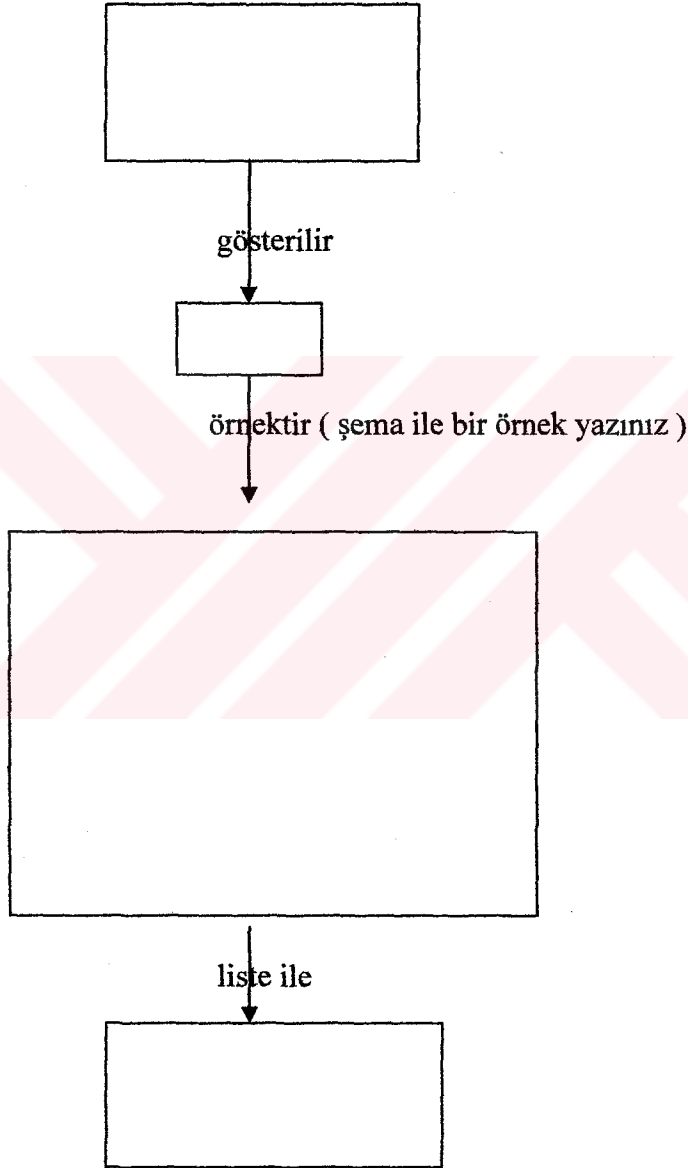 gösterilir
örnektir ( şema ile bir örnek yazınız )
liste ile